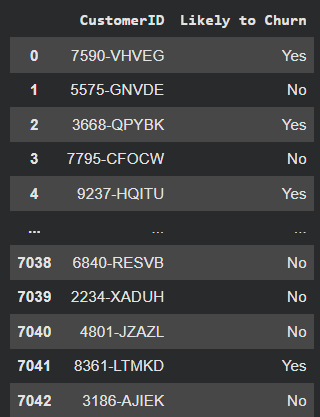 CustomerID Likely to Churn
0 7590-VHVEG Yes
1 5575-GNVDE No
2 3668-QPYBK Yes
3 7795-CFOCW No
4 9237-HQITU Yes
... ... ...
7038 6840-RESVB No
7039 2234-XADUH No
7040 4801-JZAZL No
7041 8361-LTMKD Yes
7042 3186-AJIEK No